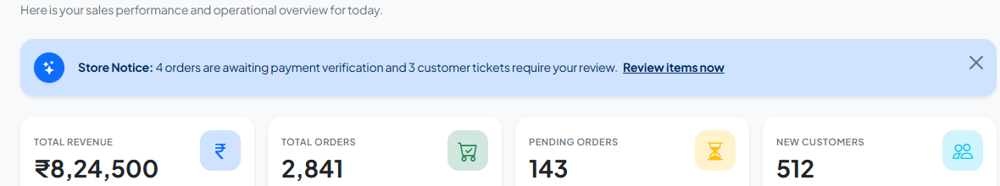 Here is your sales performance and operational overview for today.
Store Notice: 4 orders are awaiting payment verification and 3 customer tickets require your review. Review items now
TOTAL REVENUE
₹8,24,500
₹
TOTAL ORDERS
2,841
PENDING ORDERS
143
NEW CUSTOMERS
512